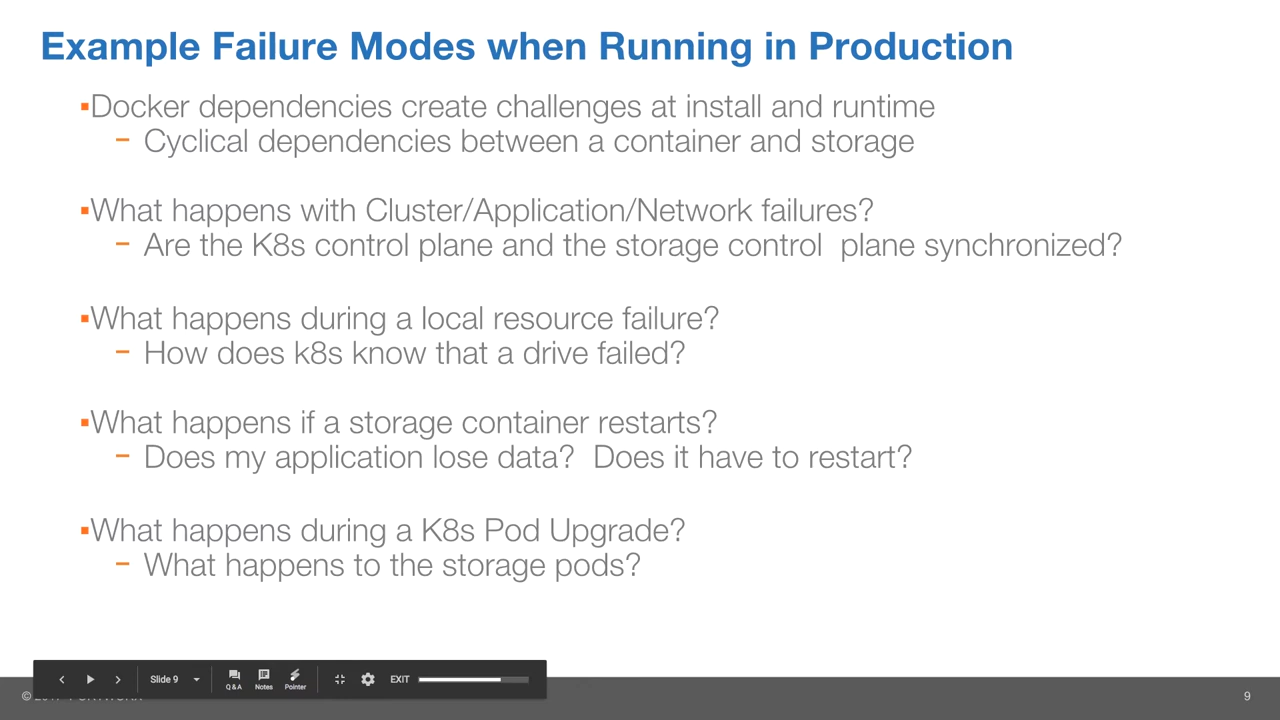 Example Failure Modes when Running in Production
▪Docker dependencies create challenges at install and runtime
– Cyclical dependencies between a container and storage
▪What happens with Cluster/Application/Network failures?
– Are the K8s control plane and the storage control  plane synchronized?
▪What happens during a local resource failure?
– How does k8s know that a drive failed?
▪What happens if a storage container restarts?
– Does my application lose data?  Does it have to restart?
▪What happens during a K8s Pod Upgrade?
– What happens to the storage pods?
Slide 9
Q & A
Notes
Pointer
EXIT
©
9